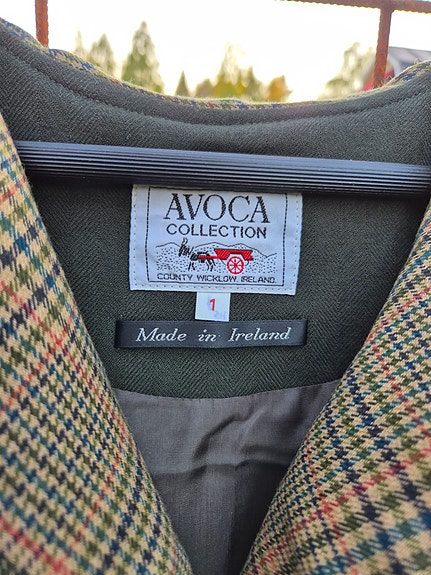 AVOCA
COLLECTION
COUNTY WICKLOW IRELAND.
1
Made in Ireland